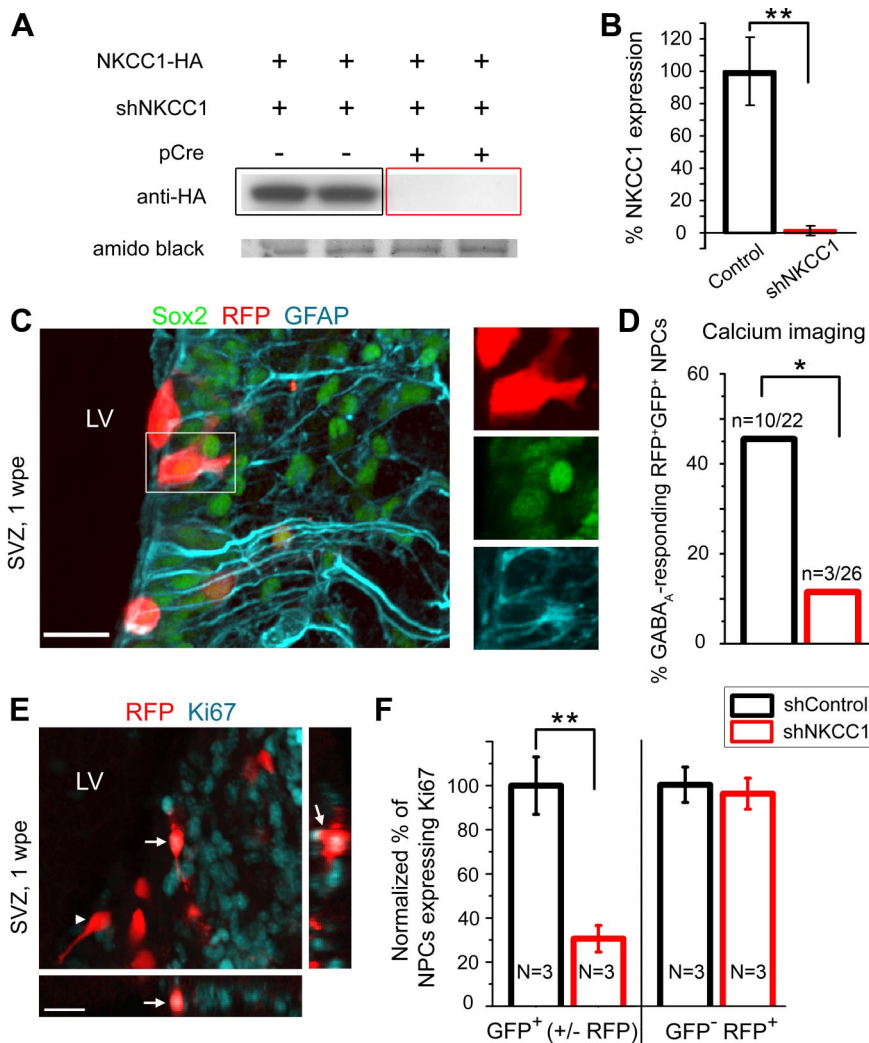 A
NKCC1-HA + + + +
shNKCC1 + + + +
pCre - - + +
anti-HA
amido black
B
**
% NKCC1 expression
120
100
80
60
40
20
0
Control
shNKCC1
C
Sox2 RFP GFAP
LV
SVZ, 1 wpe
D
Calcium imaging
% GABAA-responding RFP+GFP+ NPCs
60
40
20
0
*
n=10/22
n=3/26
shControl
shNKCC1
E
RFP Ki67
LV
SVZ, 1 wpe
F
**
Normalized % of
NPCs expressing Ki67
100
80
60
40
20
0
N=3
N=3
N=3
N=3
GFP+ (+/- RFP)
GFP- RFP+